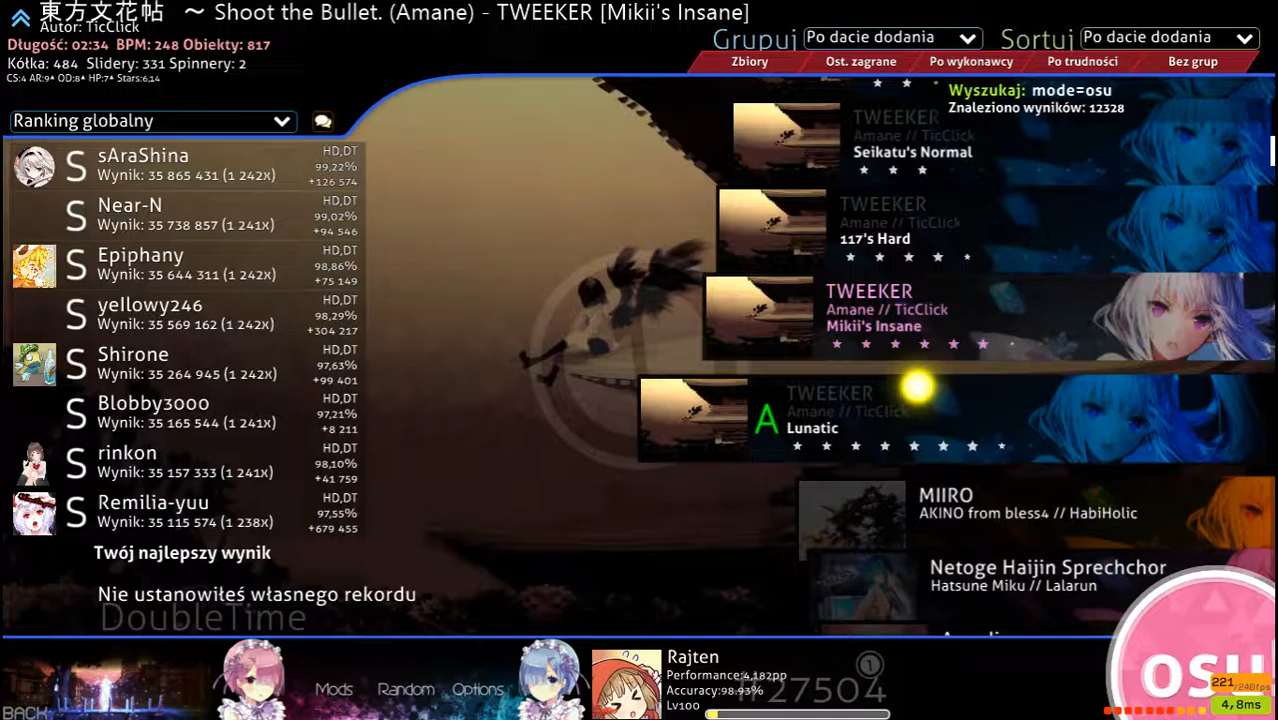 東方文花帖 ～ Shoot the Bullet. (Amane) - TWEEKER [Mikii's Insane]
Autor: TicClick
Długość: 02:34 BPM: 248 Obiekty: 817
Kółka: 484 Slidery: 331 Spinnery: 2
CS:4 AR:9▲ OD:8▲ HP:7▲ Stars:6,14
Grupuj
Po dacie dodania
Sortuj
Po dacie dodania
Zbiory
Ost. zagrane
Po wykonawcy
Po trudności
Bez grup
Wyszukaj: mode=osu
Znaleziono wyników: 12328
Ranking globalny
S
sAraShina
Wynik: 35 865 431 (1 242x)
HD,DT
99,22%
+126 574
S
Near-N
Wynik: 35 738 857 (1 241x)
HD,DT
99,02%
+94 546
S
Epiphany
Wynik: 35 644 311 (1 242x)
HD,DT
98,86%
+75 149
S
yellowy246
Wynik: 35 569 162 (1 242x)
HD,DT
98,29%
+304 217
S
Shirone
Wynik: 35 264 945 (1 242x)
HD,DT
97,63%
+99 401
S
Blobby3000
Wynik: 35 165 544 (1 241x)
HD,DT
97,21%
+8 211
S
rinkon
Wynik: 35 157 333 (1 241x)
HD,DT
98,10%
+41 759
S
Remilia-yuu
Wynik: 35 115 574 (1 238x)
HD,DT
97,55%
+679 455
Twój najlepszy wynik
Nie ustanowiłeś własnego rekordu
DoubleTime
TWEEKER
Amane // TicClick
Seikatu's Normal
TWEEKER
Amane // TicClick
117's Hard
TWEEKER
Amane // TicClick
Mikii's Insane
A
TWEEKER
Amane // TicClick
Lunatic
MIIRO
AKINO from bless4 // HabiHolic
Netoge Haijin Sprechchor
Hatsune Miku // Lalarun
BACK
Mods
Random
Options
Rajten
Performance:4,182pp
Accuracy:98.93%
Lv100
#27504
1
OSU
221/240fps
4,8ms